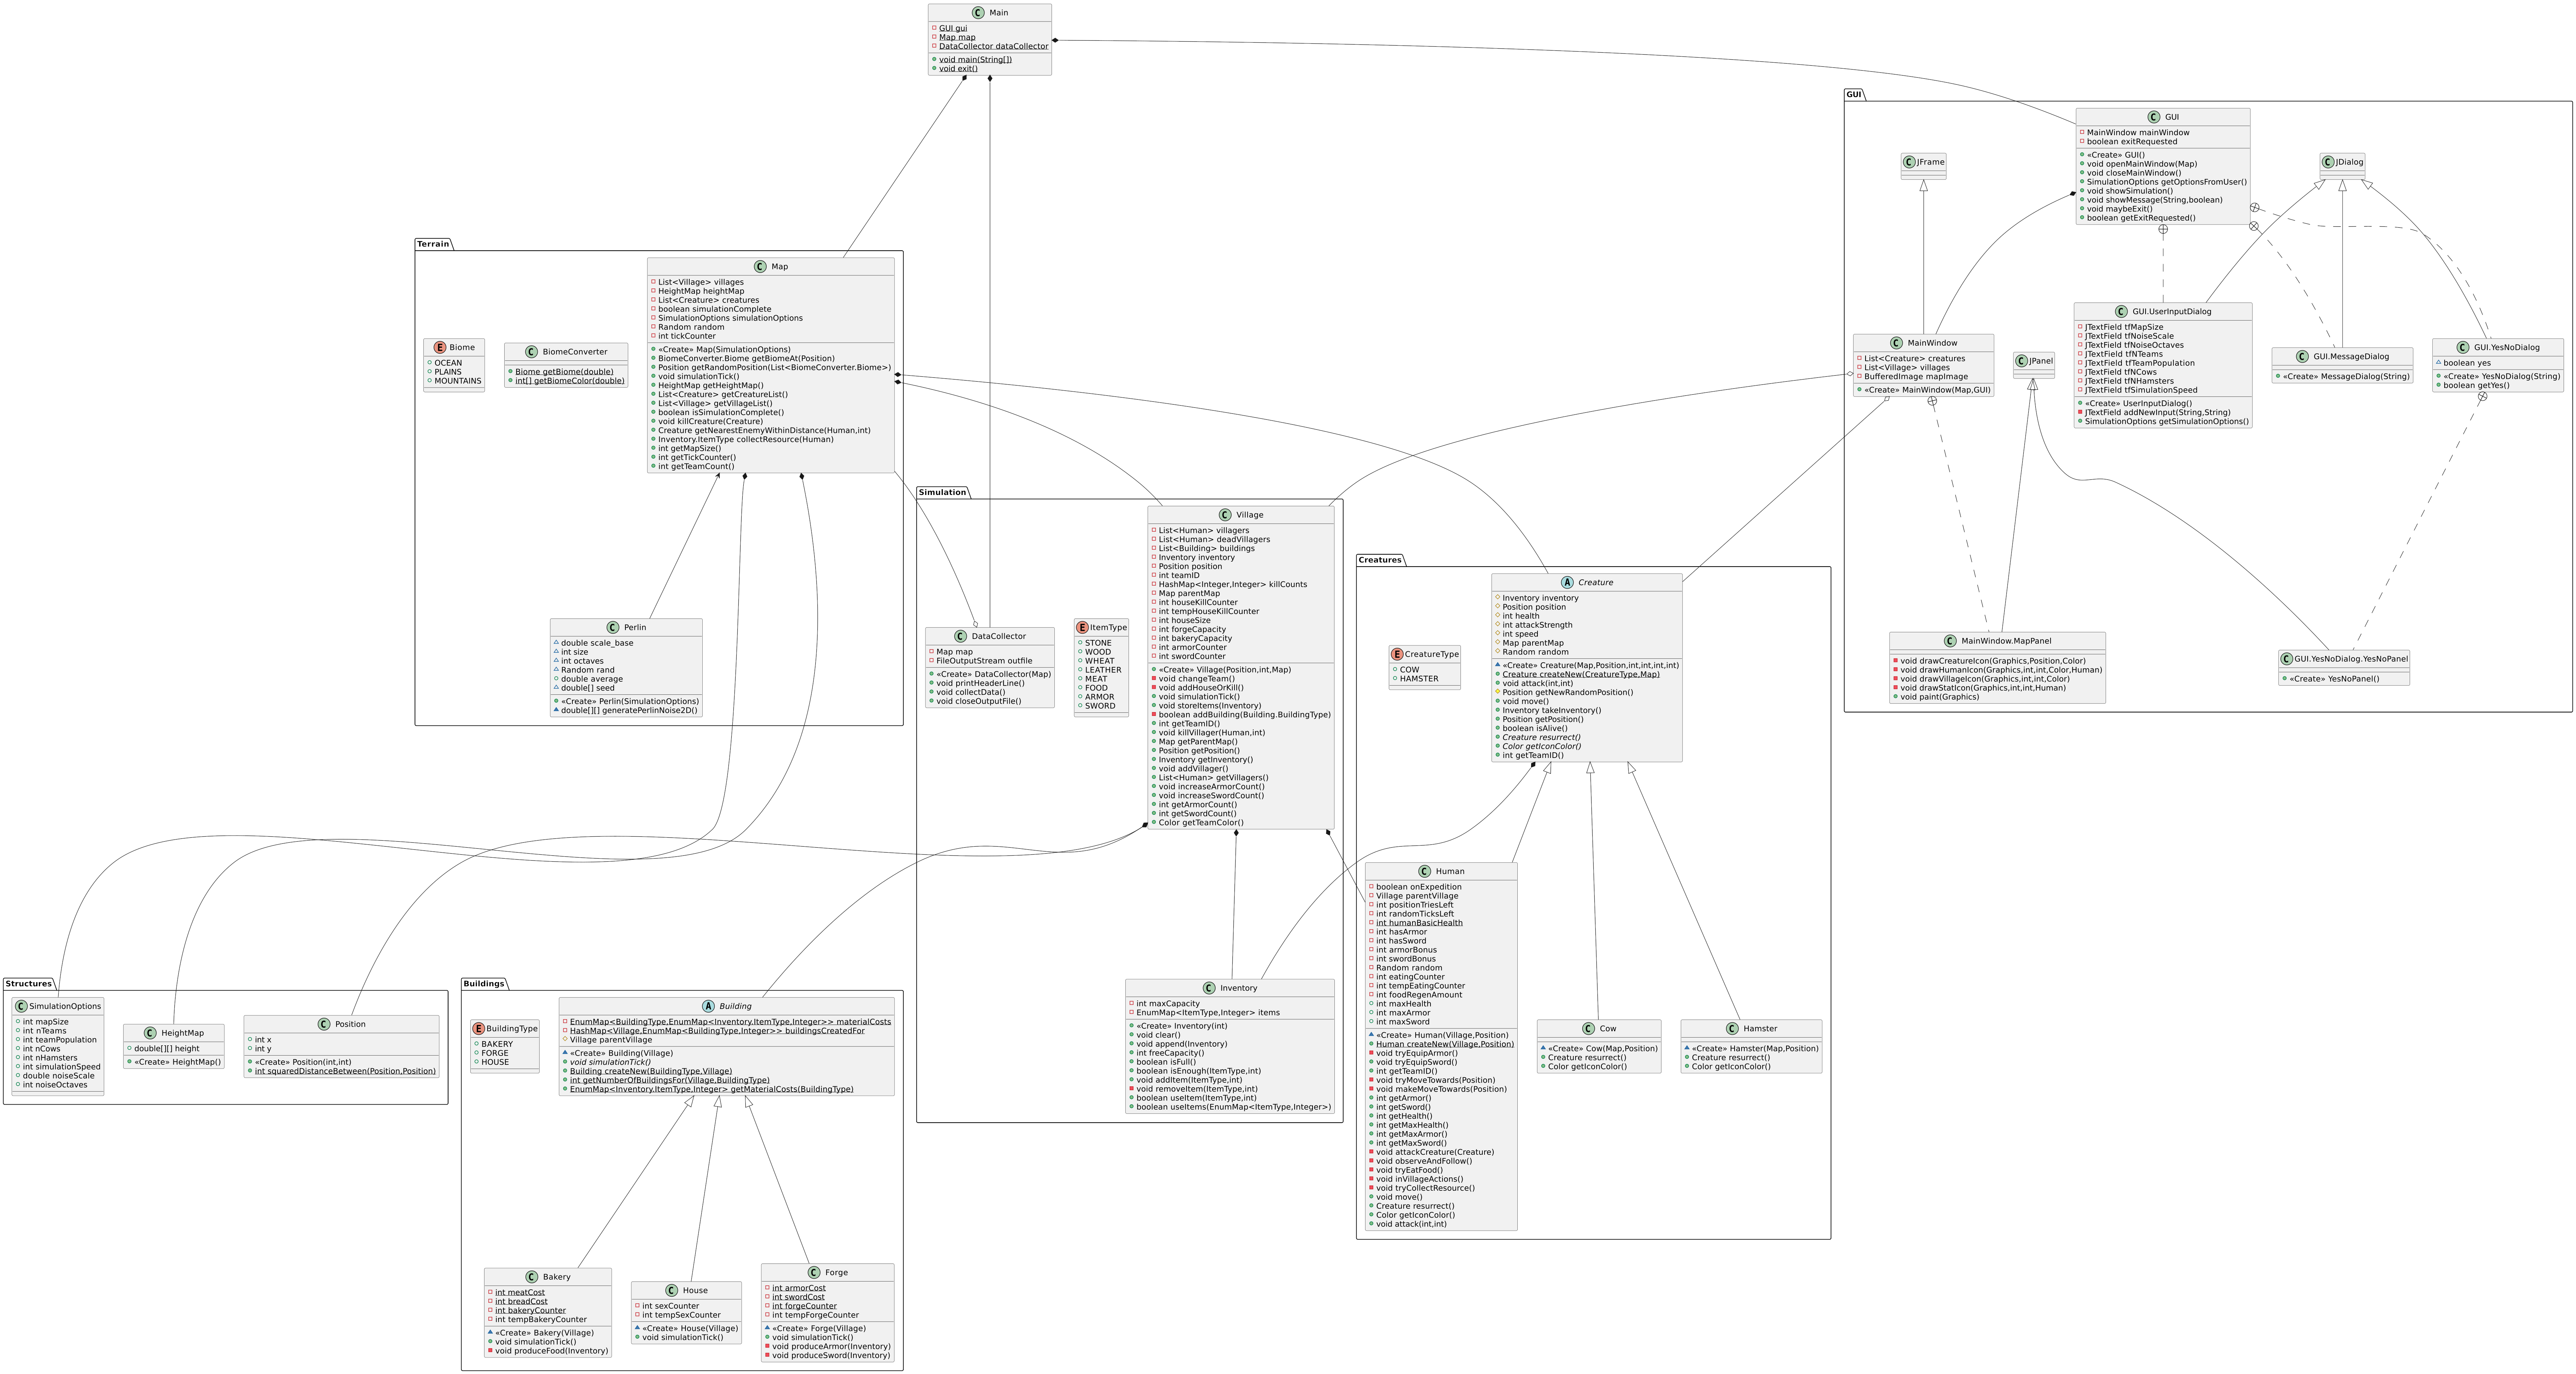 C Main
GUI gui
Map map
DataCollector dataCollector
void main(String[])
void exit()
GUI
C GUI
MainWindow mainWindow
boolean exitRequested
«Create» GUI()
void openMainWindow(Map)
void closeMainWindow()
SimulationOptions getOptionsFromUser()
void showSimulation()
void showMessage(String,boolean)
void maybeExit()
boolean getExitRequested()
C JFrame
C JDialog
C GUI.UserInputDialog
JTextField tfMapSize
JTextField tfNoiseScale
JTextField tfNoiseOctaves
JTextField tfNTeams
JTextField tfTeamPopulation
JTextField tfNCows
JTextField tfNHamsters
JTextField tfSimulationSpeed
«Create» UserInputDialog()
JTextField addNewInput(String,String)
SimulationOptions getSimulationOptions()
C MainWindow
List<Creature> creatures
List<Village> villages
BufferedImage mapImage
«Create» MainWindow(Map,GUI)
C JPanel
C GUI.MessageDialog
«Create» MessageDialog(String)
C GUI.YesNoDialog
boolean yes
«Create» YesNoDialog(String)
boolean getYes()
C MainWindow.MapPanel
void drawCreatureIcon(Graphics,Position,Color)
void drawHumanIcon(Graphics,int,int,Color,Human)
void drawVillageIcon(Graphics,int,int,Color)
void drawStatIcon(Graphics,int,int,Human)
void paint(Graphics)
C GUI.YesNoDialog.YesNoPanel
«Create» YesNoPanel()
Terrain
C Map
List<Village> villages
HeightMap heightMap
List<Creature> creatures
boolean simulationComplete
SimulationOptions simulationOptions
Random random
int tickCounter
«Create» Map(SimulationOptions)
BiomeConverter.Biome getBiomeAt(Position)
Position getRandomPosition(List<BiomeConverter.Biome>)
void simulationTick()
HeightMap getHeightMap()
List<Creature> getCreatureList()
List<Village> getVillageList()
boolean isSimulationComplete()
void killCreature(Creature)
Creature getNearestEnemyWithinDistance(Human,int)
Inventory.ItemType collectResource(Human)
int getMapSize()
int getTickCounter()
int getTeamCount()
E Biome
OCEAN
PLAINS
MOUNTAINS
C BiomeConverter
Biome getBiome(double)
int[] getBiomeColor(double)
C Perlin
double scale_base
int size
int octaves
Random rand
double average
double[] seed
«Create» Perlin(SimulationOptions)
double[][] generatePerlinNoise2D()
Simulation
C Village
List<Human> villagers
List<Human> deadVillagers
List<Building> buildings
Inventory inventory
Position position
int teamID
HashMap<Integer,Integer> killCounts
Map parentMap
int houseKillCounter
int tempHouseKillCounter
int houseSize
int forgeCapacity
int bakeryCapacity
int armorCounter
int swordCounter
«Create» Village(Position,int,Map)
void changeTeam()
void addHouseOrKill()
void simulationTick()
void storeItems(Inventory)
boolean addBuilding(Building.BuildingType)
int getTeamID()
void killVillager(Human,int)
Map getParentMap()
Position getPosition()
Inventory getInventory()
void addVillager()
List<Human> getVillagers()
void increaseArmorCount()
void increaseSwordCount()
int getArmorCount()
int getSwordCount()
Color getTeamColor()
C DataCollector
Map map
FileOutputStream outfile
«Create» DataCollector(Map)
void printHeaderLine()
void collectData()
void closeOutputFile()
E ItemType
STONE
WOOD
WHEAT
LEATHER
MEAT
FOOD
ARMOR
SWORD
C Inventory
int maxCapacity
EnumMap<ItemType,Integer> items
«Create» Inventory(int)
void clear()
void append(Inventory)
int freeCapacity()
boolean isFull()
boolean isEnough(ItemType,int)
void addItem(ItemType,int)
void removeItem(ItemType,int)
boolean useItem(ItemType,int)
boolean useItems(EnumMap<ItemType,Integer>)
Creatures
A Creature
Inventory inventory
Position position
int health
int attackStrength
int speed
Map parentMap
Random random
«Create» Creature(Map,Position,int,int,int,int)
Creature createNew(CreatureType,Map)
void attack(int,int)
Position getNewRandomPosition()
void move()
Inventory takeInventory()
Position getPosition()
boolean isAlive()
Creature resurrect()
Color getIconColor()
int getTeamID()
E CreatureType
COW
HAMSTER
C Human
boolean onExpedition
Village parentVillage
int positionTriesLeft
int randomTicksLeft
int humanBasicHealth
int hasArmor
int hasSword
int armorBonus
int swordBonus
Random random
int eatingCounter
int tempEatingCounter
int foodRegenAmount
int maxHealth
int maxArmor
int maxSword
«Create» Human(Village,Position)
Human createNew(Village,Position)
void tryEquipArmor()
void tryEquipSword()
int getTeamID()
void tryMoveTowards(Position)
void makeMoveTowards(Position)
int getArmor()
int getSword()
int getHealth()
int getMaxHealth()
int getMaxArmor()
int getMaxSword()
void attackCreature(Creature)
void observeAndFollow()
void tryEatFood()
void inVillageActions()
void tryCollectResource()
void move()
Creature resurrect()
Color getIconColor()
void attack(int,int)
C Cow
«Create» Cow(Map,Position)
Creature resurrect()
Color getIconColor()
C Hamster
«Create» Hamster(Map,Position)
Creature resurrect()
Color getIconColor()
Structures
C SimulationOptions
int mapSize
int nTeams
int teamPopulation
int nCows
int nHamsters
int simulationSpeed
double noiseScale
int noiseOctaves
C HeightMap
double[][] height
«Create» HeightMap()
C Position
int x
int y
«Create» Position(int,int)
int squaredDistanceBetween(Position,Position)
Buildings
E BuildingType
BAKERY
FORGE
HOUSE
A Building
EnumMap<BuildingType,EnumMap<Inventory.ItemType,Integer>> materialCosts
HashMap<Village,EnumMap<BuildingType,Integer>> buildingsCreatedFor
Village parentVillage
«Create» Building(Village)
void simulationTick()
Building createNew(BuildingType,Village)
int getNumberOfBuildingsFor(Village,BuildingType)
EnumMap<Inventory.ItemType,Integer> getMaterialCosts(BuildingType)
C Bakery
int meatCost
int breadCost
int bakeryCounter
int tempBakeryCounter
«Create» Bakery(Village)
void simulationTick()
void produceFood(Inventory)
C House
int sexCounter
int tempSexCounter
«Create» House(Village)
void simulationTick()
C Forge
int armorCost
int swordCost
int forgeCounter
int tempForgeCounter
«Create» Forge(Village)
void simulationTick()
void produceArmor(Inventory)
void produceSword(Inventory)